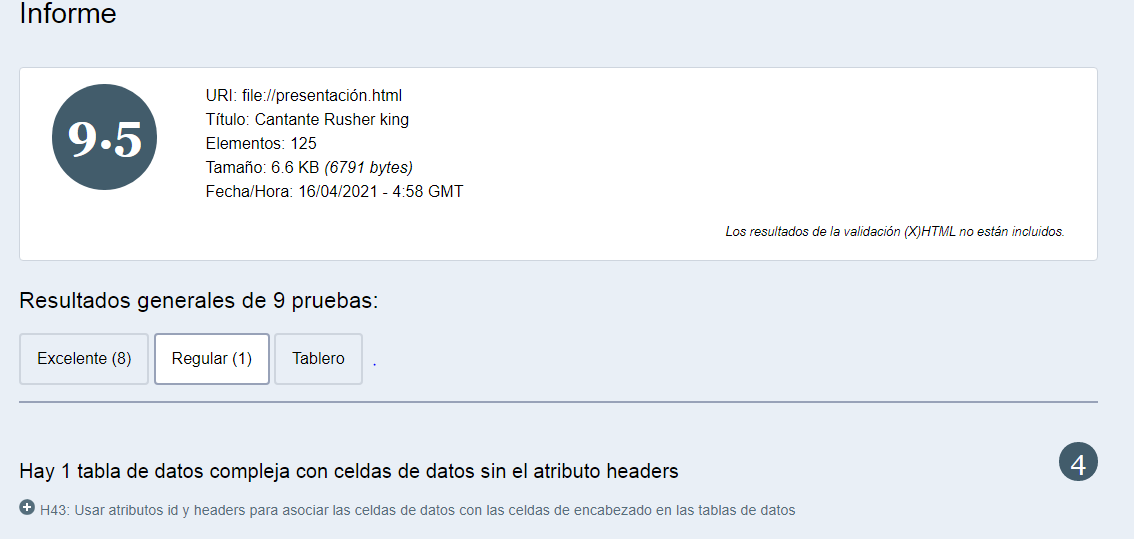 Informe
9.5
URI: file://presentación.html
Título: Cantante Rusher king
Elementos: 125
Tamaño: 6.6 KB (6791 bytes)
Fecha/Hora: 16/04/2021 - 4:58 GMT
Los resultados de la validación (X)HTML no están incluidos.
Resultados generales de 9 pruebas:
Excelente (8) Regular (1) Tablero .
Hay 1 tabla de datos compleja con celdas de datos sin el atributo headers
4
H43: Usar atributos id y headers para asociar las celdas de datos con las celdas de encabezado en las tablas de datos